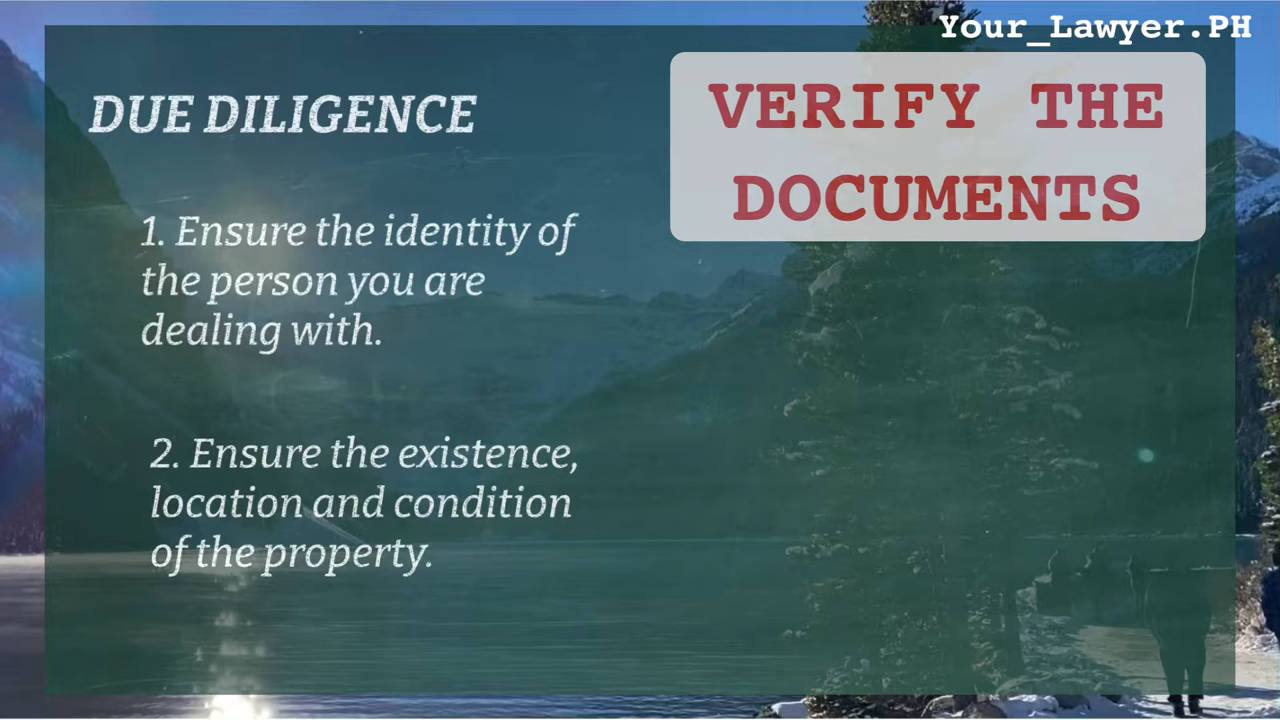 Your_Lawyer.PH
VERIFY THE
DOCUMENTS
DUE DILIGENCE
1. Ensure the identity of
the person you are
dealing with.
2. Ensure the existence,
location and condition
of the property.